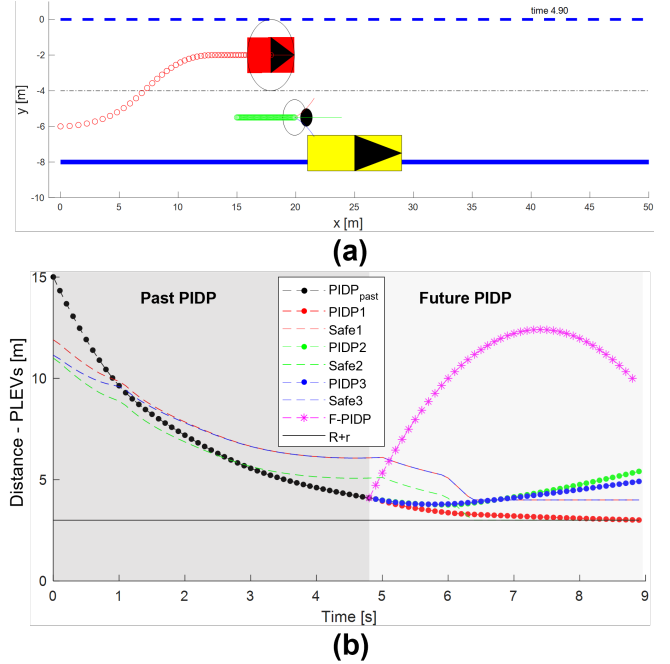 time 4.90
0
-2
-4
-6
-8
-10
y [m]
0 5 10 15 20 25 30 35 40 45 50
x [m]
(a)
15
10
5
0
Distance - PLEVs [m]
Past PIDP
Future PIDP
PIDPpast
PIDP1
Safe1
PIDP2
Safe2
PIDP3
Safe3
F-PIDP
R+r
0 1 2 3 4 5 6 7 8 9
Time [s]
(b)